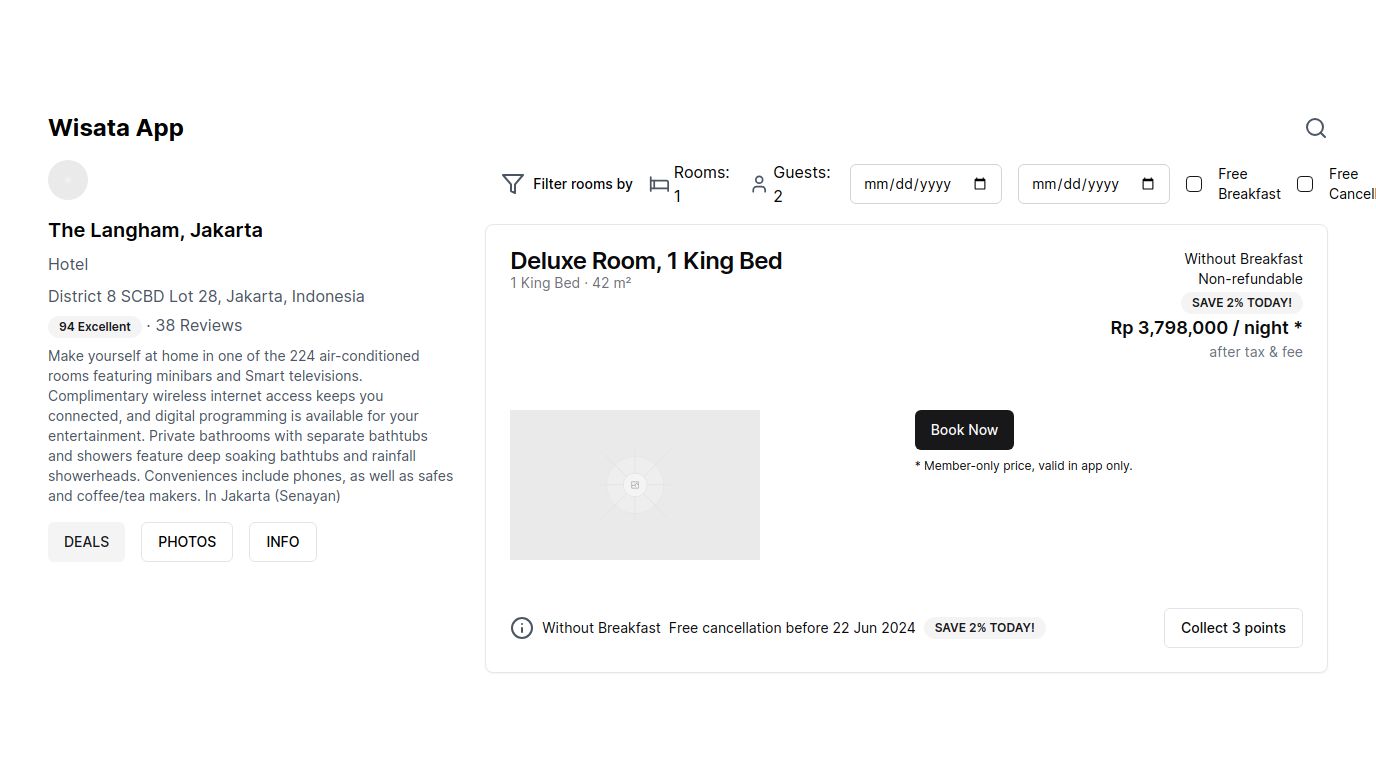 Wisata App
The Langham, Jakarta
Hotel
District 8 SCBD Lot 28, Jakarta, Indonesia
94 Excellent · 38 Reviews
Make yourself at home in one of the 224 air-conditioned
rooms featuring minibars and Smart televisions.
Complimentary wireless internet access keeps you
connected, and digital programming is available for your
entertainment. Private bathrooms with separate bathtubs
and showers feature deep soaking bathtubs and rainfall
showerheads. Conveniences include phones, as well as safes
and coffee/tea makers. In Jakarta (Senayan)
DEALS PHOTOS INFO
Filter rooms by
Rooms:
1
Guests:
2
mm/dd/yyyy
mm/dd/yyyy
Free
Breakfast
Free
Deluxe Room, 1 King Bed
1 King Bed · 42 m²
Without Breakfast
Non-refundable
SAVE 2% TODAY!
Rp 3,798,000 / night *
after tax & fee
Book Now
* Member-only price, valid in app only.
Without Breakfast Free cancellation before 22 Jun 2024 SAVE 2% TODAY!
Collect 3 points